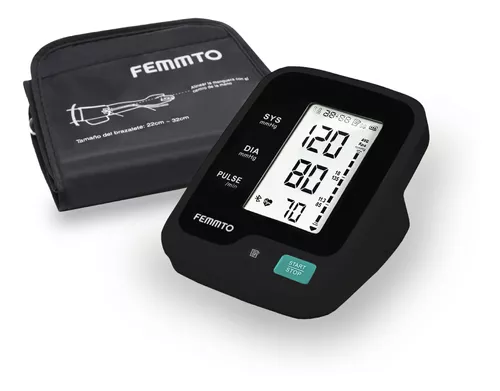 FEMMTO
Alinear la manguera con el
centro de la mano
Tamaño del brazalete: 22cm - 32cm
SYS
mmHg
120
DIA
mmHg
80
PULSE
/min
70
FEMMTO
START
STOP